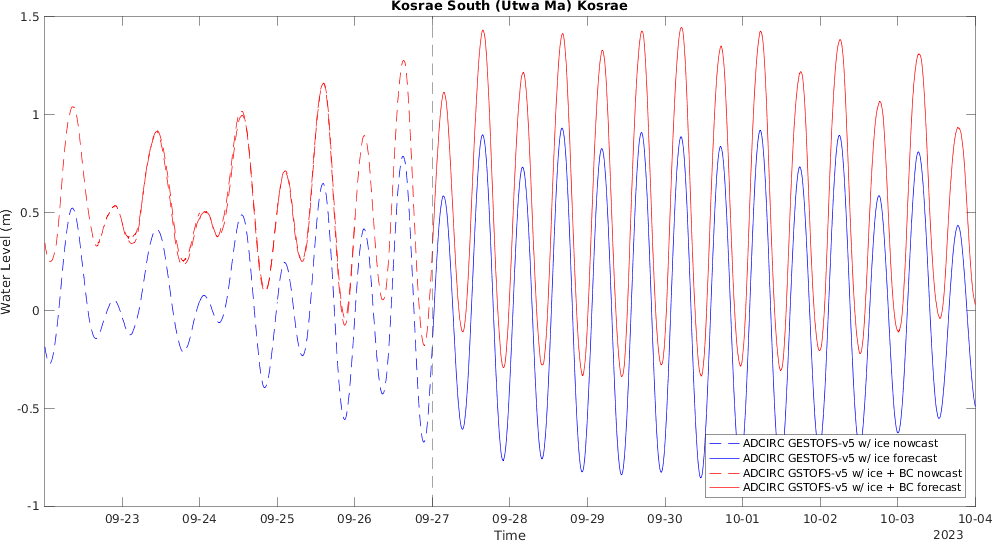 Kosrae South (Utwa Ma) Kosrae
Water Level (m)
1.5
1
0.5
0
-0.5
-1
ADCIRC GESTOFS-v5 w/ ice nowcast
ADCIRC GESTOFS-v5 w/ ice forecast
ADCIRC GSTOFS-v5 w/ ice + BC nowcast
ADCIRC GSTOFS-v5 w/ ice + BC forecast
09-23 09-24 09-25 09-26 09-27 09-28 09-29 09-30 10-01 10-02 10-03 10-04
Time
2023